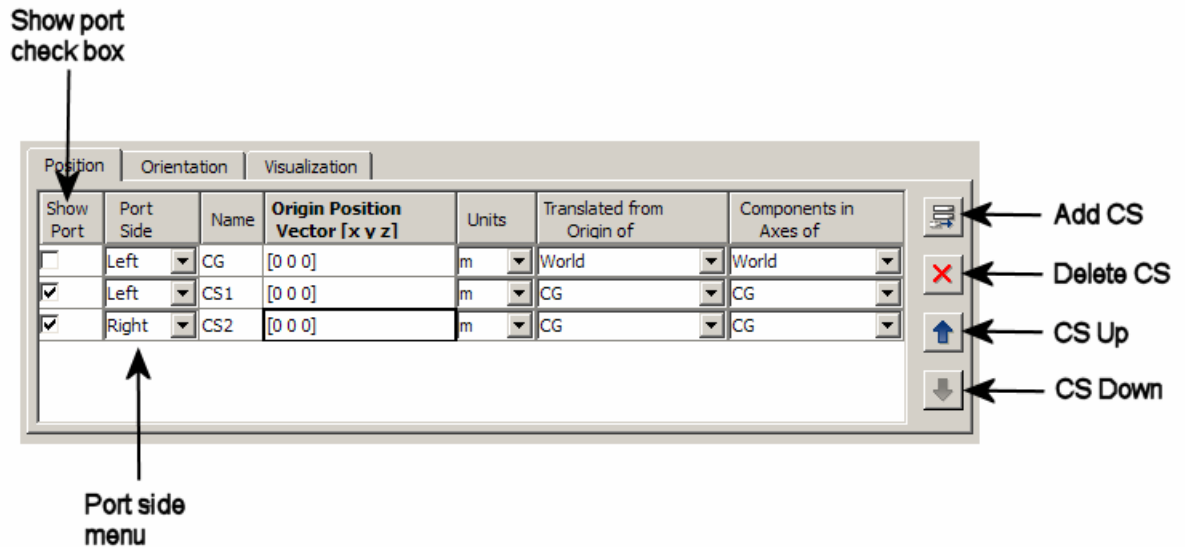 Show port
check box
Position Orientation Visualization
Show Port Name Origin Position Units Translated from Components in
Port Side Vector [x y z] Origin of Axes of
Left CG [0 0 0] m World World
Left CS1 [0 0 0] m CG CG
Right CS2 [0 0 0] m CG CG
Add CS
Delete CS
CS Up
CS Down
Port side
menu